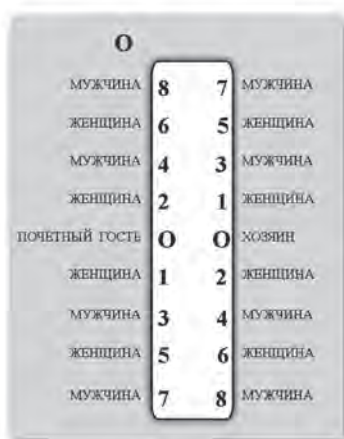 О
МУЖЧИНА 8 7 МУЖЧИНА
ЖЕНЩИНА 6 5 ЖЕНЩИНА
МУЖЧИНА 4 3 МУЖЧИНА
ЖЕНЩИНА 2 1 ЖЕНЩИНА
ПОЧЕТНЫЙ ГОСТЬ О О ХОЗЯИН
ЖЕНЩИНА 1 2 ЖЕНЩИНА
МУЖЧИНА 3 4 МУЖЧИНА
ЖЕНЩИНА 5 6 ЖЕНЩИНА
МУЖЧИНА 7 8 МУЖЧИНА